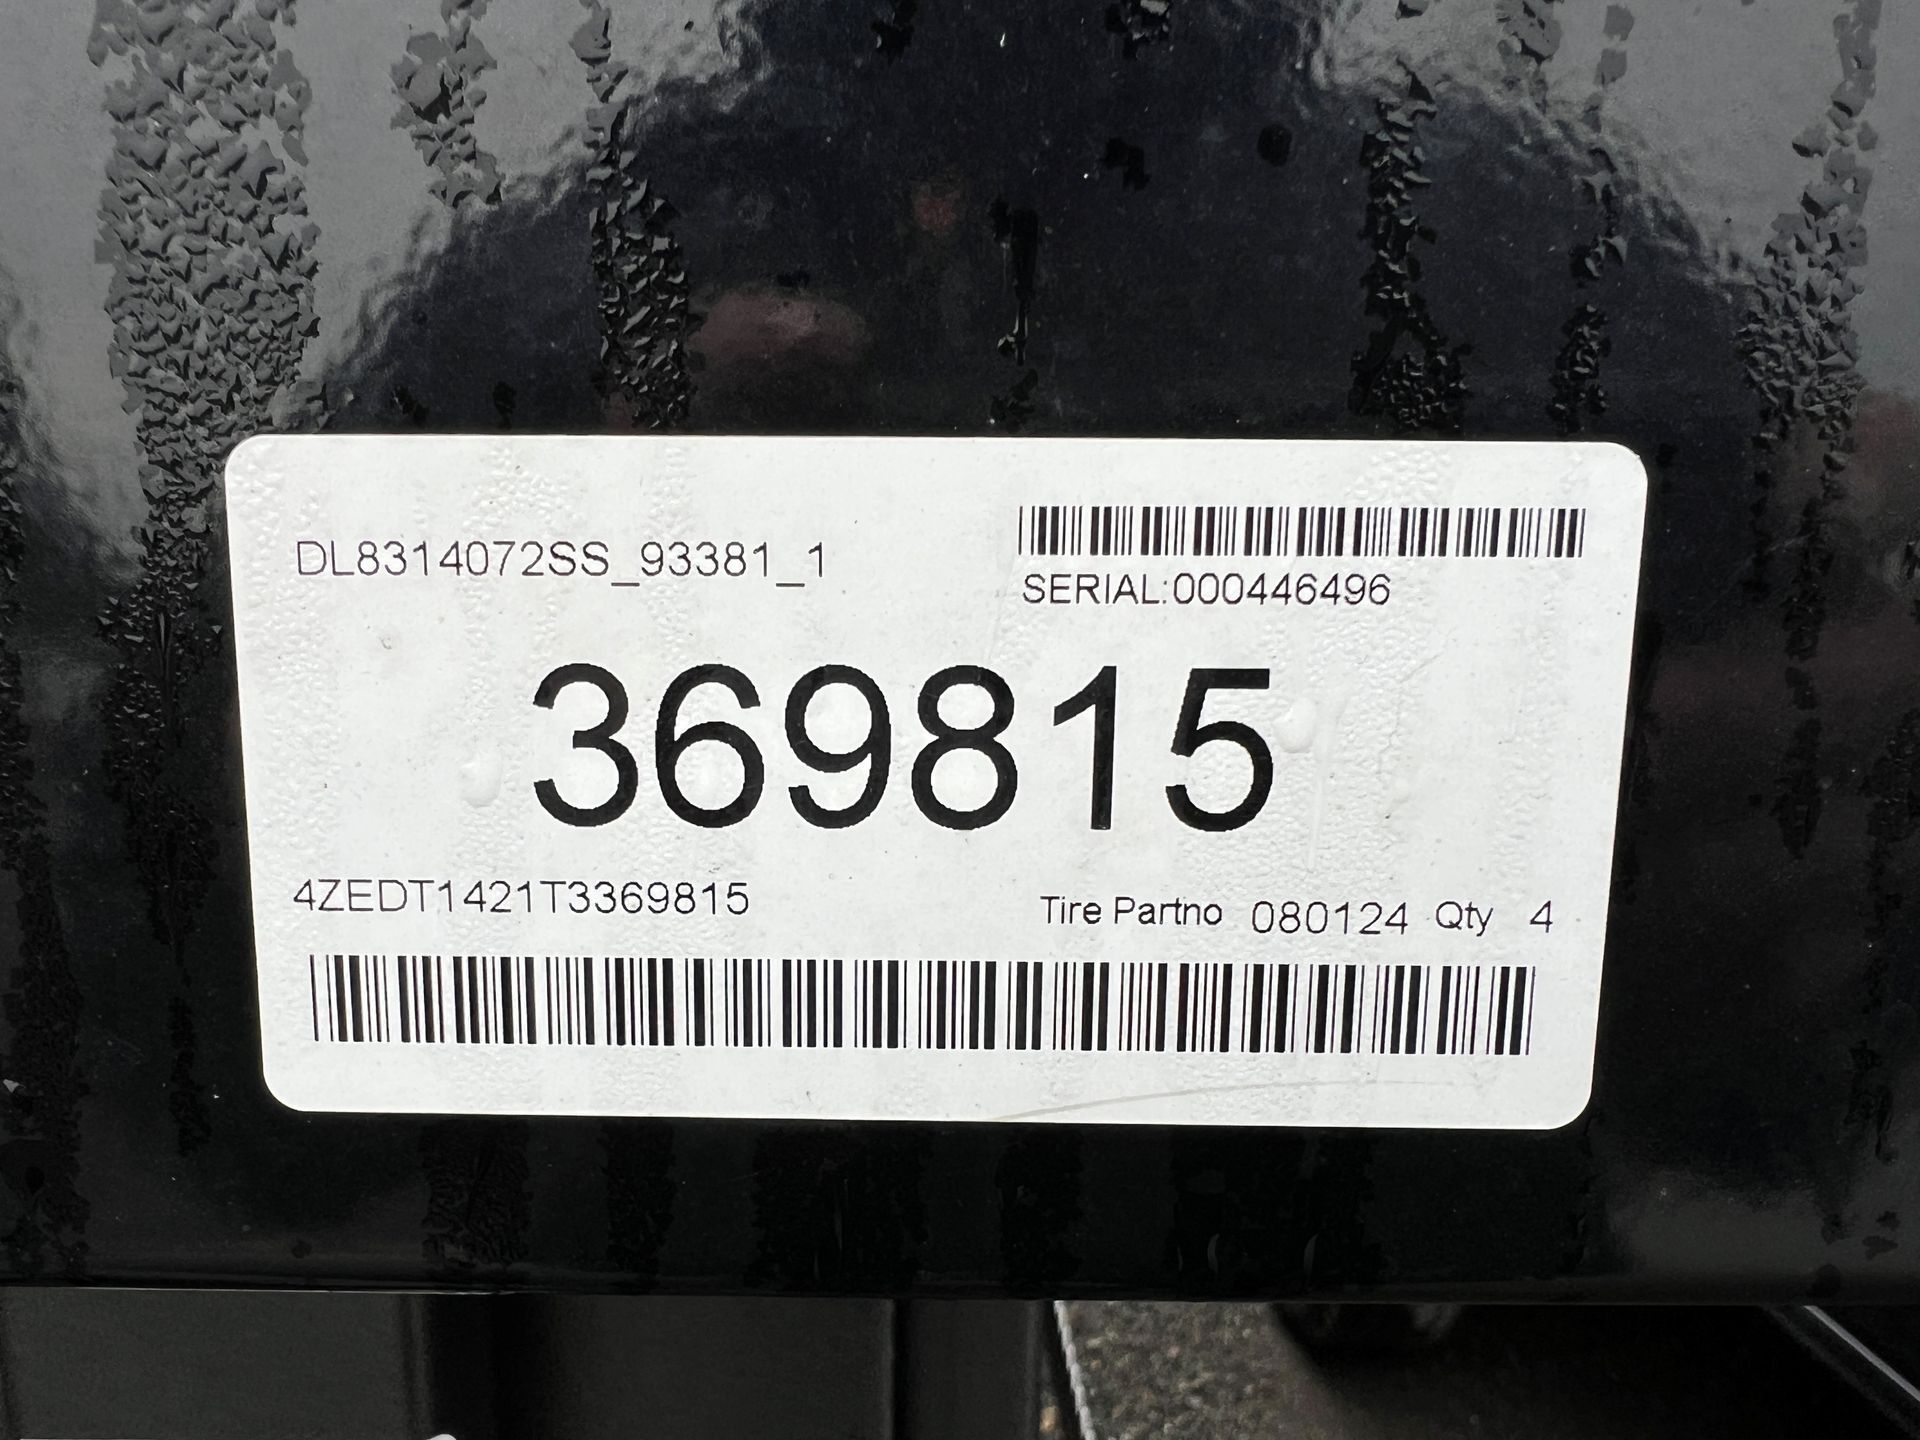 DL8314072SS_93381_1
SERIAL:000446496
369815
4ZEDT1421T3369815
Tire Partno 080124 Qty 4